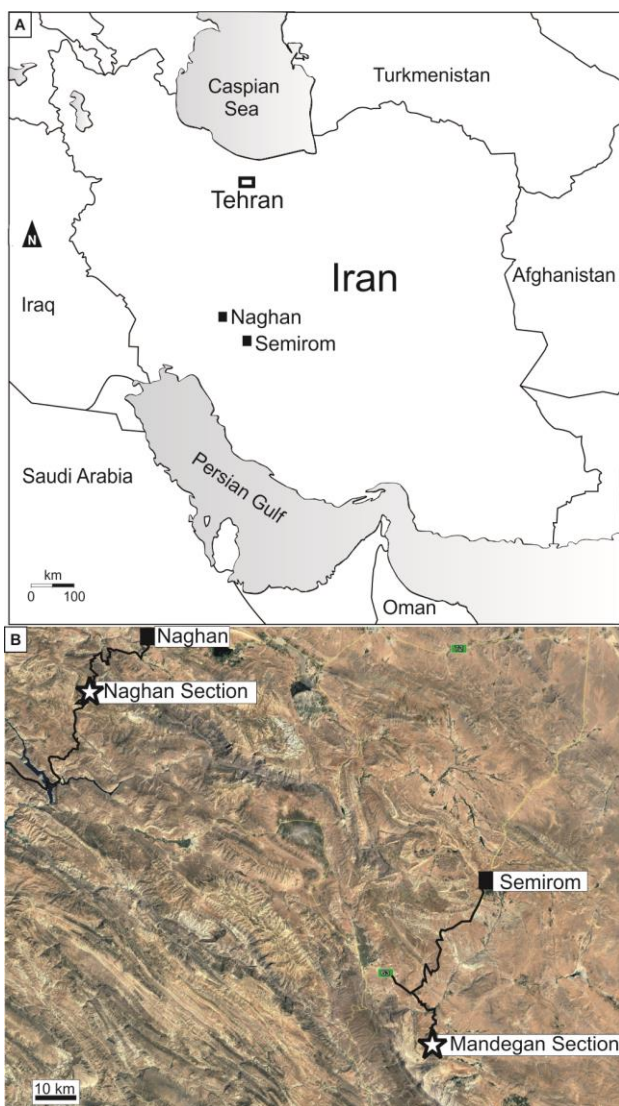 A
Caspian
Sea
Turkmenistan
Tehran
N
Iran
Afghanistan
Iraq
Naghan
Semirom
Saudi Arabia
Persian Gulf
km
0 100
Oman
B
Naghan
Naghan Section
Semirom
Mandegan Section
10 km